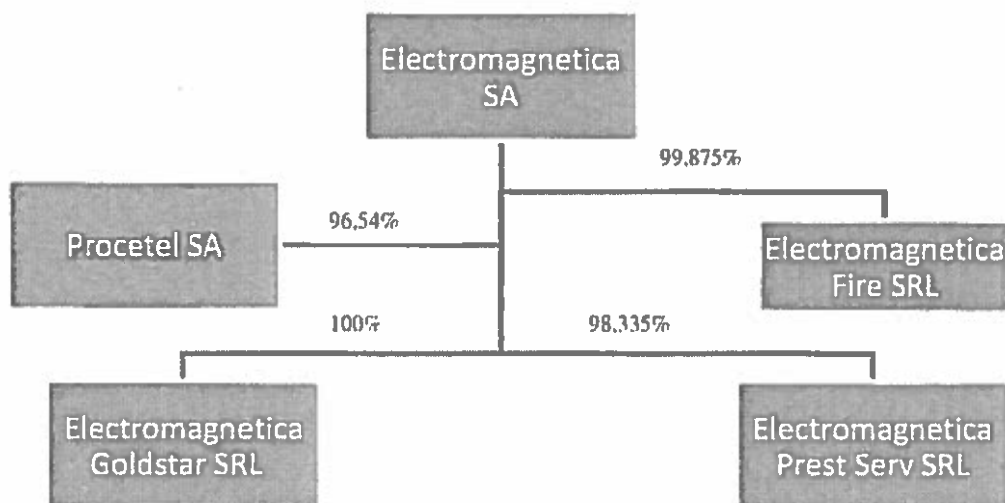 Electromagnetica
SA
99,875%
96,54%
Procetel SA
Electromagnetica
Fire SRL
100%
98,335%
Electromagnetica
Goldstar SRL
Electromagnetica
Prest Serv SRL